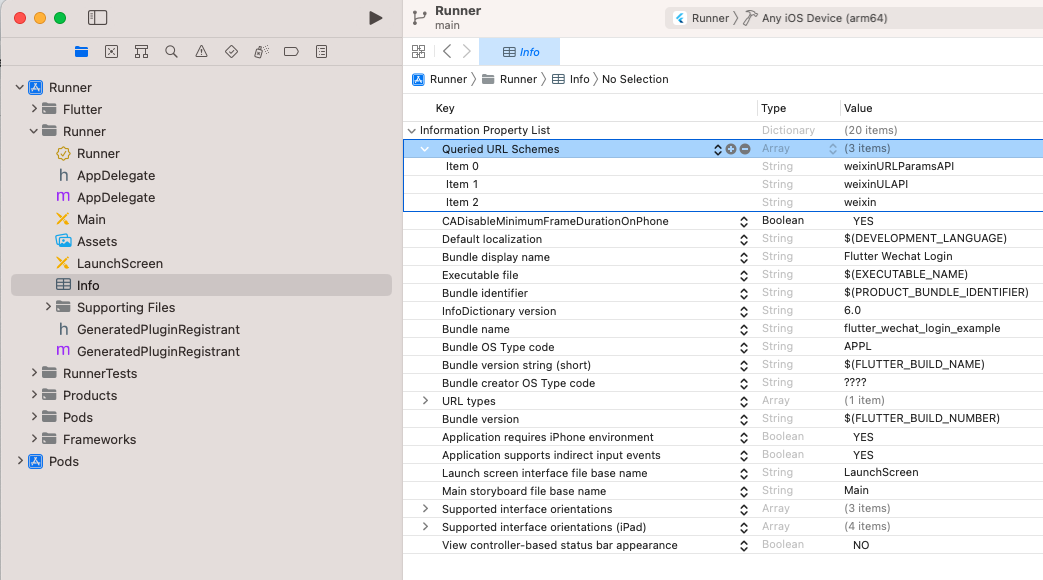 Runner
main
Runner
Any iOS Device (arm64)
Info
Runner
Runner
Info
No Selection
Runner
Flutter
Runner
Runner
h AppDelegate
m AppDelegate
Main
Assets
LaunchScreen
Info
Supporting Files
h GeneratedPluginRegistrant
m GeneratedPluginRegistrant
RunnerTests
Products
Pods
Frameworks
Pods
Key Type Value
Information Property List Dictionary (20 items)
Queried URL Schemes Array (3 items)
Item 0 String weixinURLParamsAPI
Item 1 String weixinULAPI
Item 2 String weixin
CADisableMinimumFrameDurationOnPhone Boolean YES
Default localization String $(DEVELOPMENT_LANGUAGE)
Bundle display name String Flutter Wechat Login
Executable file String $(EXECUTABLE_NAME)
Bundle identifier String $(PRODUCT_BUNDLE_IDENTIFIER)
InfoDictionary version String 6.0
Bundle name String flutter_wechat_login_example
Bundle OS Type code String APPL
Bundle version string (short) String $(FLUTTER_BUILD_NAME)
Bundle creator OS Type code String ????
URL types Array (1 item)
Bundle version String $(FLUTTER_BUILD_NUMBER)
Application requires iPhone environment Boolean YES
Application supports indirect input events Boolean YES
Launch screen interface file base name String LaunchScreen
Main storyboard file base name String Main
Supported interface orientations Array (3 items)
Supported interface orientations (iPad) Array (4 items)
View controller-based status bar appearance Boolean NO